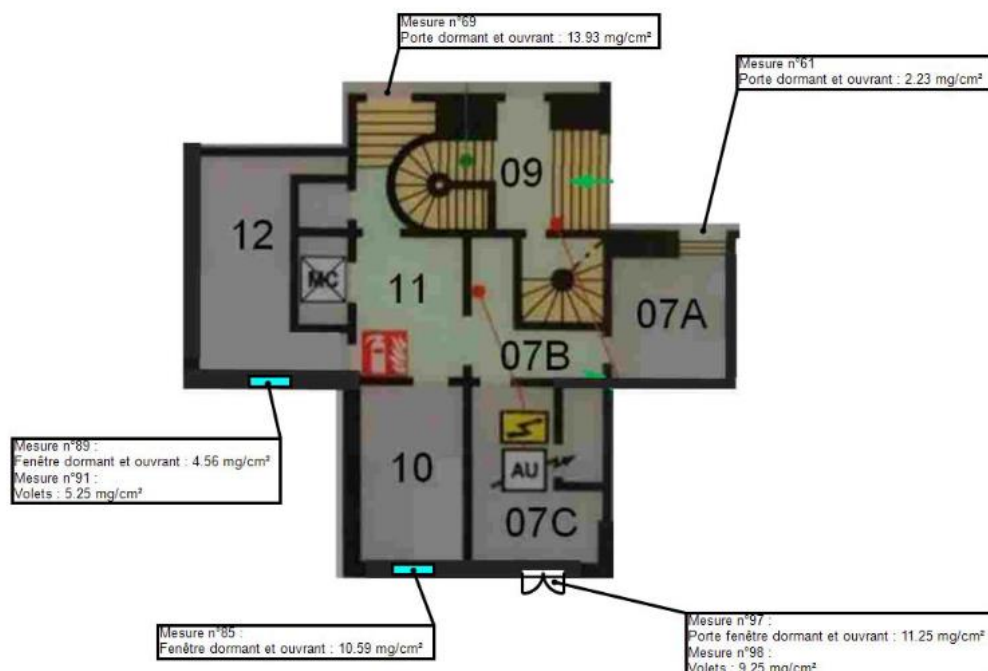 Mesure n°69
Porte dormant et ouvrant : 13.93 mg/cm²
Mesure n°61
Porte dormant et ouvrant : 2.23 mg/cm²
09
12
MC
11
07A
07B
10
AU
07C
Mesure n°89 :
Fenêtre dormant et ouvrant : 4.56 mg/cm²
Mesure n°91 :
Volets : 5.25 mg/cm²
Mesure n°85 :
Fenêtre dormant et ouvrant : 10.59 mg/cm²
Mesure n°97 :
Porte fenêtre dormant et ouvrant : 11.25 mg/cm²
Mesure n°98 :
Volets : 9.25 mg/cm²